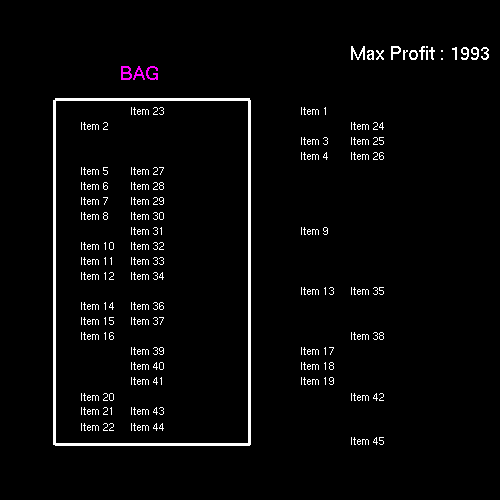 Max Profit : 1993
BAG
Item 23 Item 1
Item 2 Item 24
Item 3 Item 25
Item 4 Item 26
Item 5 Item 27
Item 6 Item 28
Item 7 Item 29
Item 8 Item 30
Item 31 Item 9
Item 10 Item 32
Item 11 Item 33
Item 12 Item 34
Item 13 Item 35
Item 14 Item 36
Item 15 Item 37
Item 16 Item 38
Item 39 Item 17
Item 40 Item 18
Item 41 Item 19
Item 20 Item 42
Item 21 Item 43
Item 22 Item 44
Item 45